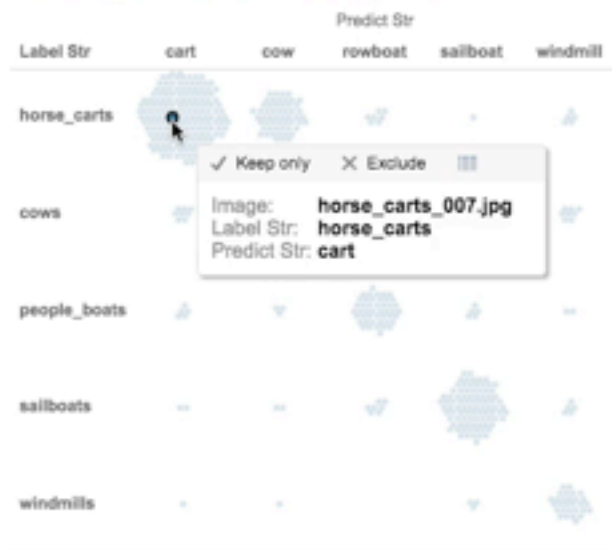 Predict Str
Label Str cart cow rowboat sailboat windmill
horse_carts
✓ Keep only ✕ Exclude
Image: horse_carts_007.jpg
cows
Label Str: horse_carts
Predict Str: cart
people_boats
sailboats
windmills